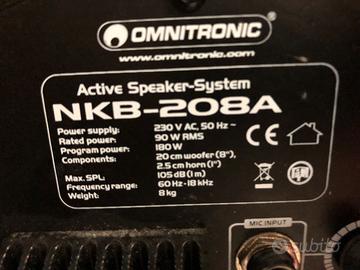 OMNITRONIC
www.omnitronic.com
Active Speaker-System
NKB-208A
Power supply: 230 V AC, 50 Hz ~
Rated power: 90 W RMS
Program power: 180 W
Components: 20 cm woofer (8"),
2.5 cm horn (1")
Max. SPL: 105 dB (1 m)
Frequency range: 60 Hz-18 kHz
Weight: 8 kg
CE
MIC INPUT
subito